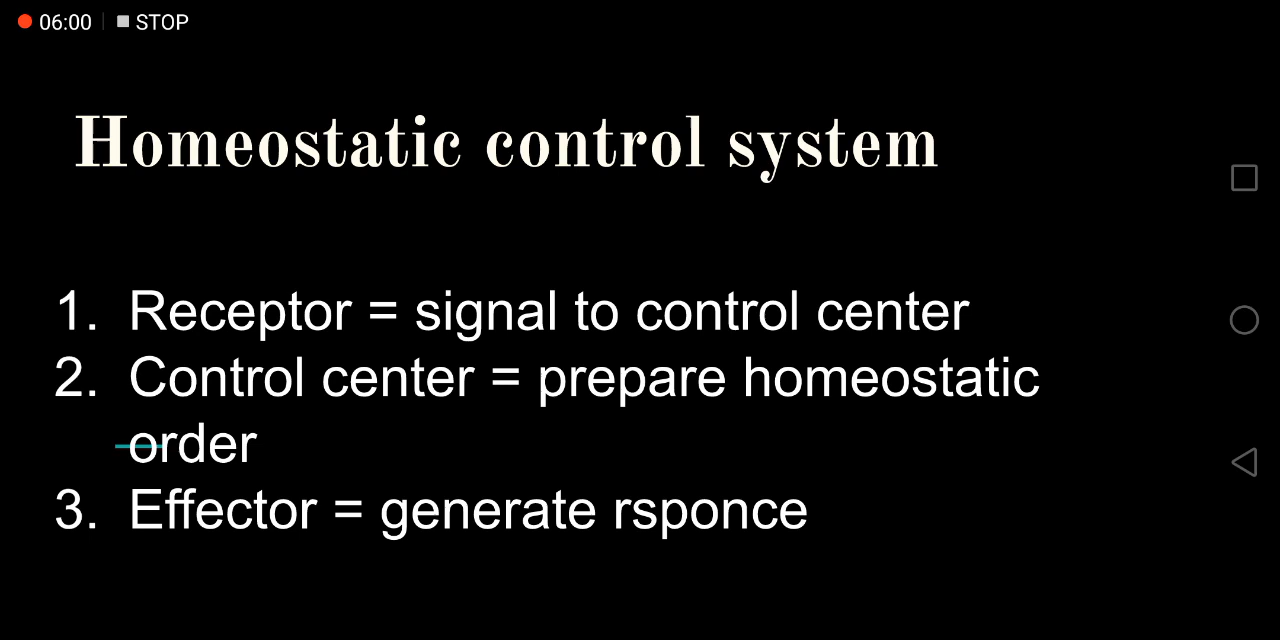 06:00 STOP
Homeostatic control system
1. Receptor = signal to control center
2. Control center = prepare homeostatic
order
3. Effector = generate rsponce